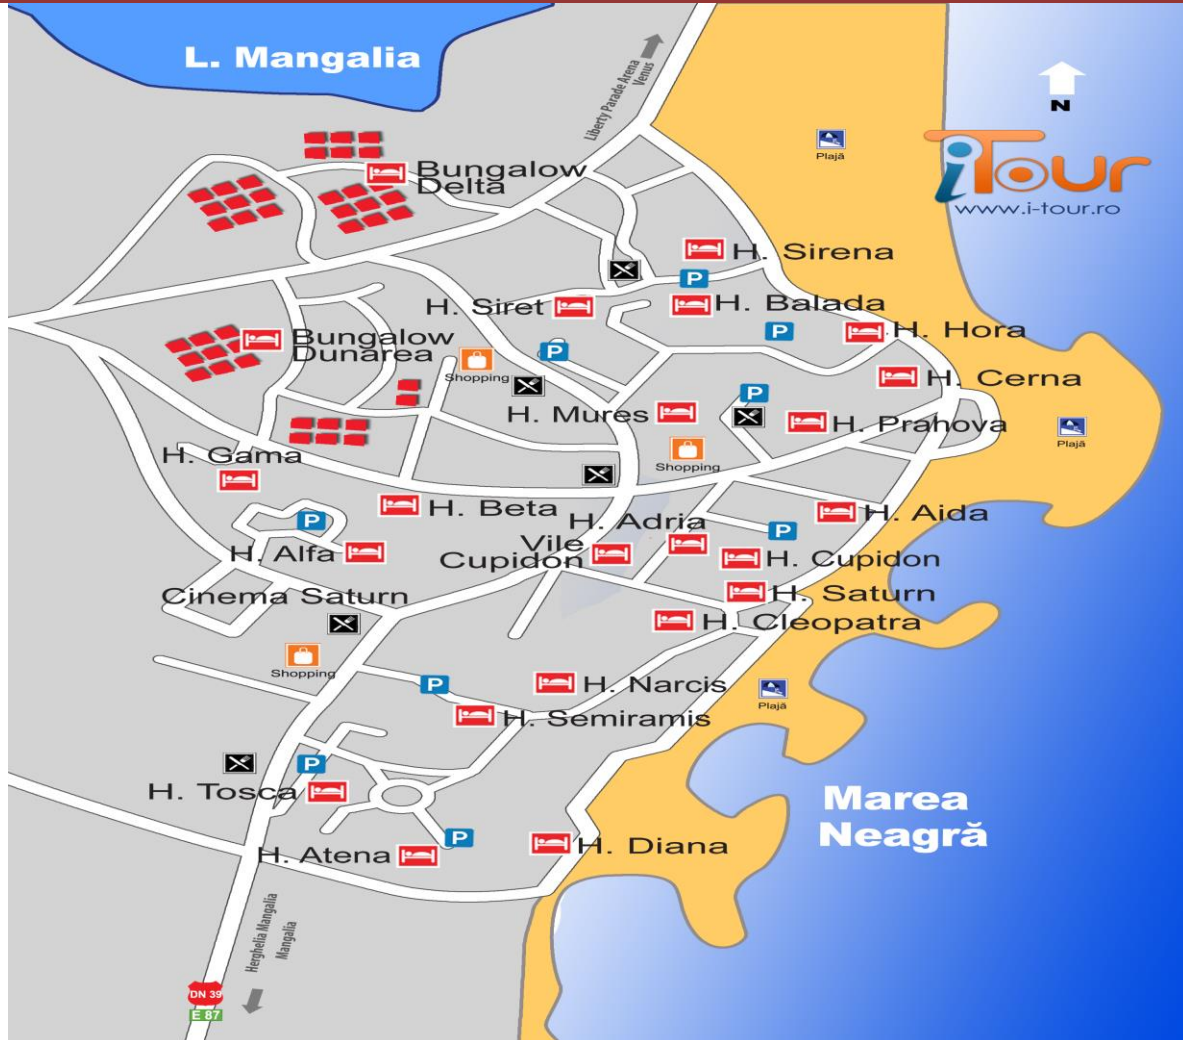 L. Mangalia
Liberty Parade Arena
Venus
N
Plajă
iTour
www.i-tour.ro
Bungalow
Delta
H. Sirena
P
H. Siret
H. Balada
P
H. Hora
Bungalow
Dunarea
P
Shopping
H. Cerna
P
H. Mures
H. Prahova
Plajă
H. Gama
Shopping
H. Beta
H. Aida
P
H. Adria
P
H. Alfa
Vile
Cupidon
H. Cupidon
Cinema Saturn
H. Saturn
H. Cleopatra
Shopping
P
H. Narcis
Plajă
H. Semiramis
P
H. Tosca
Marea
Neagră
P
H. Atena
H. Diana
Herghelia Mangalia
Mangalia
DN 39
E 87